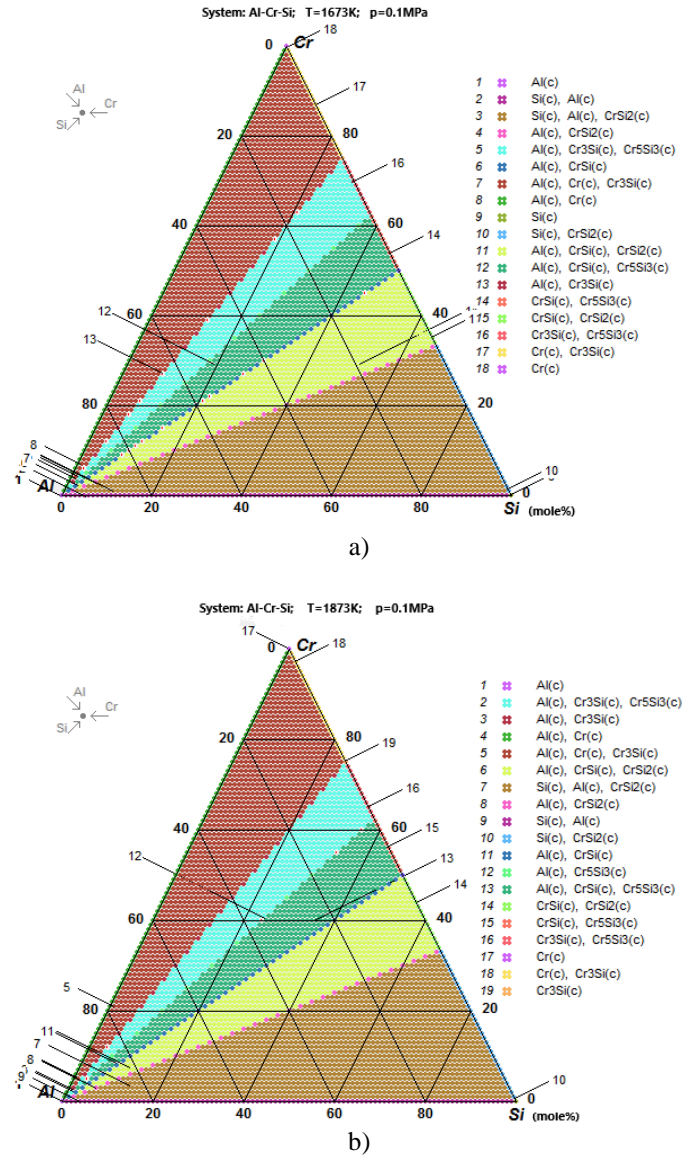 System: Al-Cr-Si; T=1673K; p=0.1MPa
18
0 Cr
Al
Cr
Si
17
20 80
16
40 60
14
12
60 40
11
13
80 20
8
7
10
Al
0
0 20 40 60 80 Si (mole%)
1 Al(c)
2 Si(c), Al(c)
3 Si(c), Al(c), CrSi2(c)
4 Al(c), CrSi2(c)
5 Al(c), Cr3Si(c), Cr5Si3(c)
6 Al(c), CrSi(c)
7 Al(c), Cr(c), Cr3Si(c)
8 Al(c), Cr(c)
9 Si(c)
10 Si(c), CrSi2(c)
11 Al(c), CrSi(c), CrSi2(c)
12 Al(c), CrSi(c), Cr5Si3(c)
13 Al(c), Cr3Si(c)
14 CrSi(c), Cr5Si3(c)
15 CrSi(c), CrSi2(c)
16 Cr3Si(c), Cr5Si3(c)
17 Cr(c), Cr3Si(c)
18 Cr(c)
a)
System: Al-Cr-Si; T=1873K; p=0.1MPa
17
0 Cr 18
Al
Cr
Si
20 80
19
16
40 60
15
12
13
14
60 40
5
80 20
11
7
8
9
10
Al
0
0 20 40 60 80 Si (mole%)
1 Al(c)
2 Al(c), Cr3Si(c), Cr5Si3(c)
3 Al(c), Cr3Si(c)
4 Al(c), Cr(c)
5 Al(c), Cr(c), Cr3Si(c)
6 Al(c), CrSi(c), CrSi2(c)
7 Si(c), Al(c), CrSi2(c)
8 Al(c), CrSi2(c)
9 Si(c), Al(c)
10 Si(c), CrSi2(c)
11 Al(c), CrSi(c)
12 Al(c), Cr5Si3(c)
13 Al(c), CrSi(c), Cr5Si3(c)
14 CrSi(c), CrSi2(c)
15 CrSi(c), Cr5Si3(c)
16 Cr3Si(c), Cr5Si3(c)
17 Cr(c)
18 Cr(c), Cr3Si(c)
19 Cr3Si(c)
b)